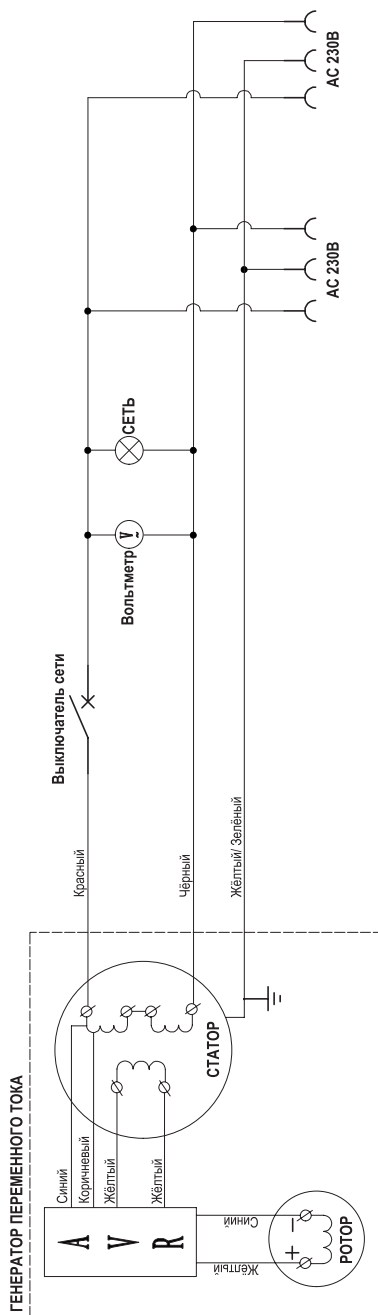 ГЕНЕРАТОР ПЕРЕМЕННОГО ТОКА
A V R
Синий
Коричневый
Жёлтый
Жёлтый
СТАТОР
Жёлтый
Синий
+
−
РОТОР
Красный
Чёрный
Жёлтый/ Зелёный
Выключатель сети
Вольтметр
V
~
СЕТЬ
AC 230В
AC 230В